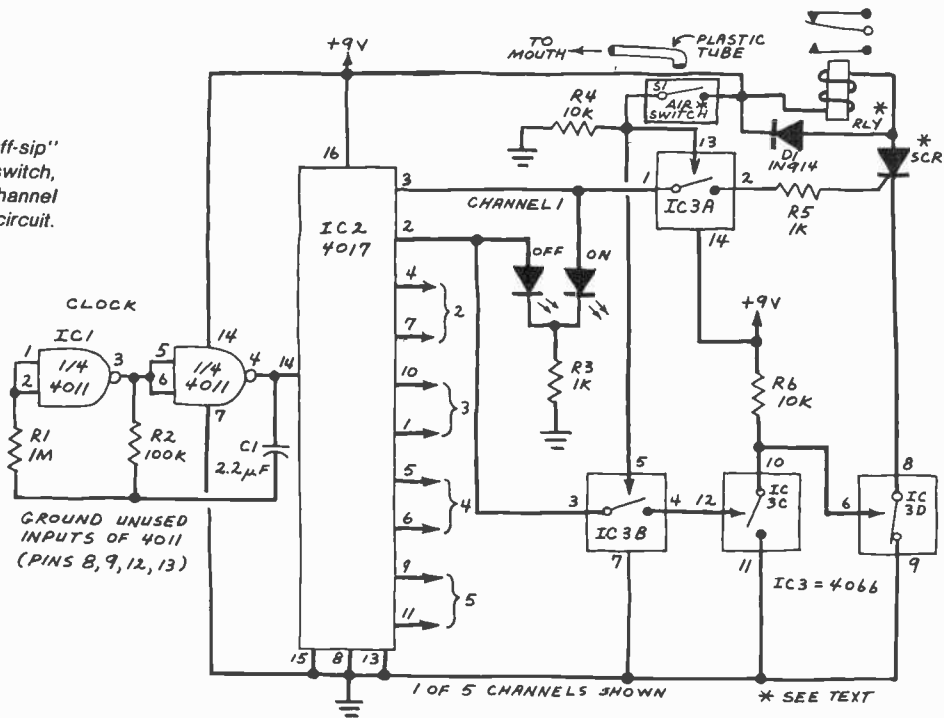 ff-sip"
switch,
hannel
circuit.
+9V
TO
MOUTH
PLASTIC
TUBE
S1
AIR *
SWITCH
R4
10K
D1
1N914
*
RLY
*
SCR
16
IC2
4017
3
CHANNEL 1
2
4
7
2
10
1
3
5
6
4
9
11
5
15
8
13
OFF
ON
R3
1K
13
1
2
IC3A
14
R5
1K
+9V
R6
10K
CLOCK
IC1
1
2
1/4
4011
3
5
6
1/4
4011
14
4
7
14
R1
1M
R2
100K
C1
2.2µF
GROUND UNUSED
INPUTS OF 4011
(PINS 8, 9, 12, 13)
5
3
4
IC3B
7
12
10
IC
3C
11
6
8
IC
3D
9
IC3 = 4066
1 OF 5 CHANNELS SHOWN
* SEE TEXT